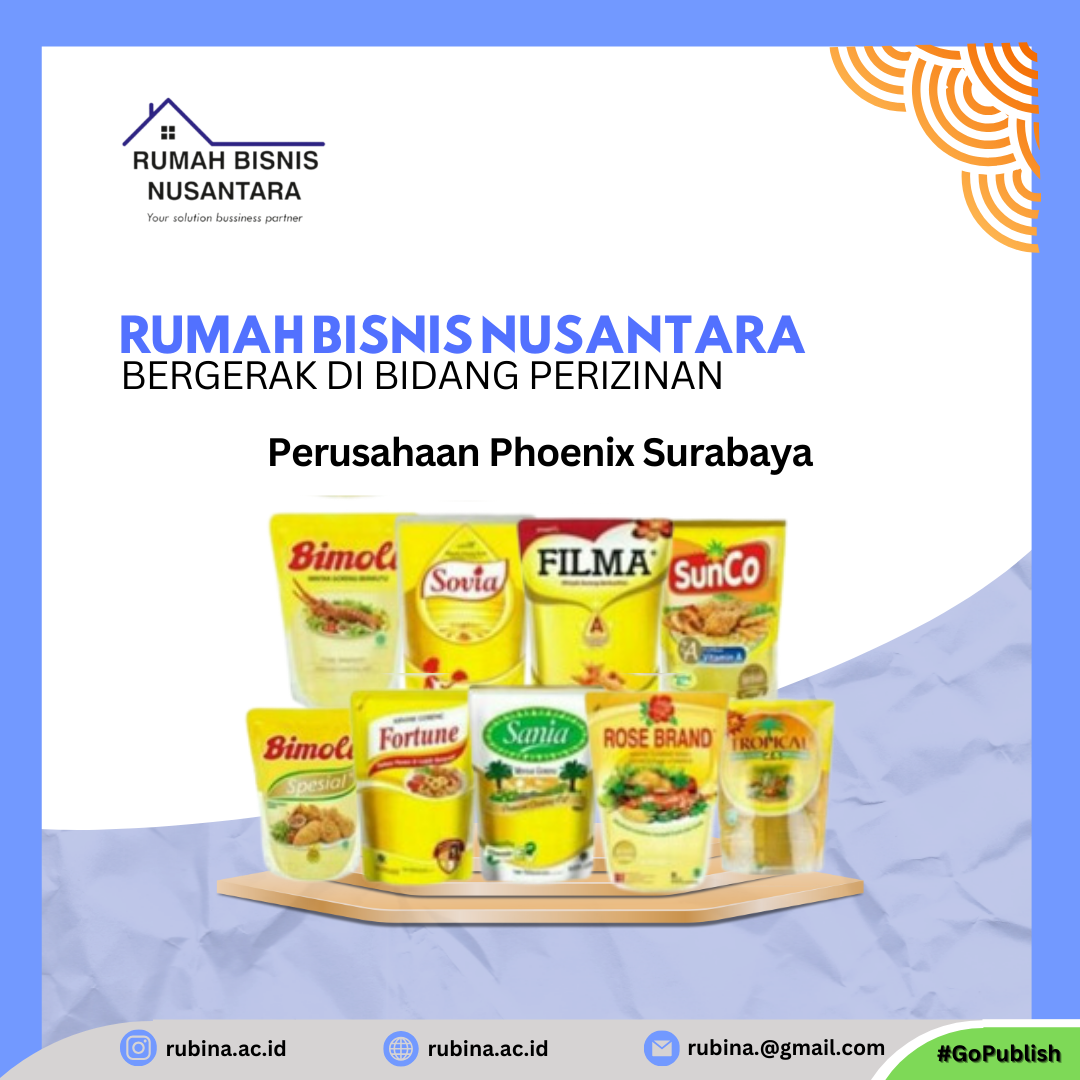 RUMAH BISNIS
NUSANTARA
Your solution bussiness partner
RUMAH BISNIS NUSANTARA
BERGERAK DI BIDANG PERIZINAN
Perusahaan Phoenix Surabaya
Bimoli
Sovia
FILMA
SunCo
Vitamin A
Bimoli
Spesial
Fortune
Sania
ROSE BRAND
TROPICAL
rubina.ac.id
rubina.ac.id
rubina.@gmail.com
#GoPublish